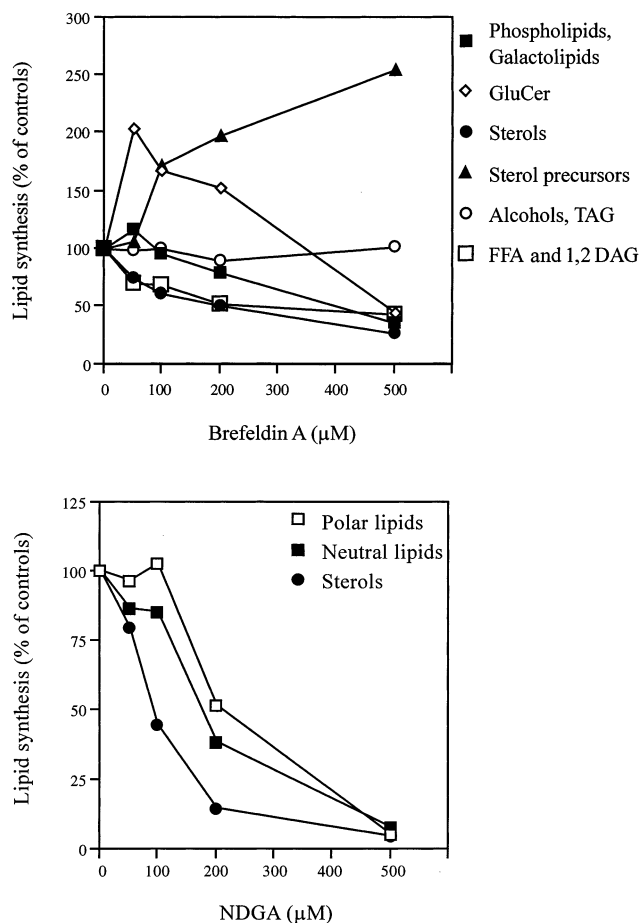 Lipid synthesis (% of controls)
300
250
200
150
100
50
0
0 100 200 300 400 500
Brefeldin A (µM)
Phospholipids,
Galactolipids
GluCer
Sterols
Sterol precursors
Alcohols, TAG
FFA and 1,2 DAG
Lipid synthesis (% of controls)
125
100
75
50
25
0
0 100 200 300 400 500
NDGA (µM)
Polar lipids
Neutral lipids
Sterols